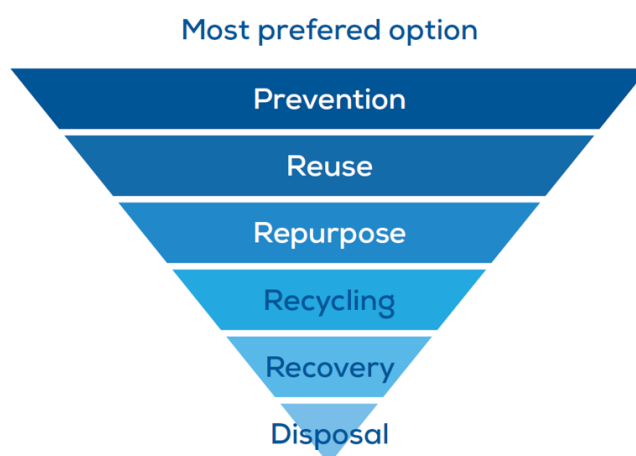 Most prefered option
Prevention
Reuse
Repurpose
Recycling
Recovery
Disposal